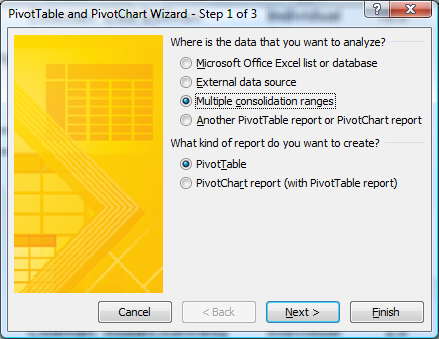 PivotTable and PivotChart Wizard - Step 1 of 3
Where is the data that you want to analyze?
Microsoft Office Excel list or database
External data source
Multiple consolidation ranges
Another PivotTable report or PivotChart report
What kind of report do you want to create?
PivotTable
PivotChart report (with PivotTable report)
Cancel
< Back
Next >
Finish